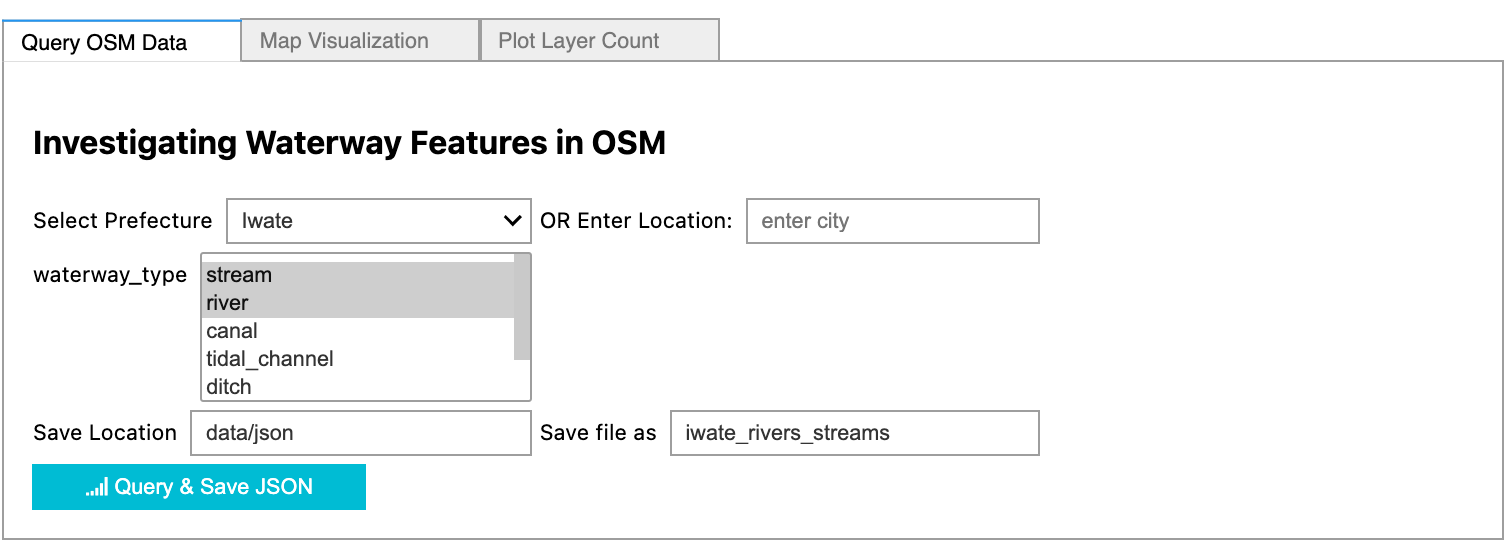 Query OSM Data Map Visualization Plot Layer Count
Investigating Waterway Features in OSM
Select Prefecture Iwate OR Enter Location: enter city
waterway_type stream
river
canal
tidal_channel
ditch
Save Location data/json Save file as iwate_rivers_streams
Query & Save JSON